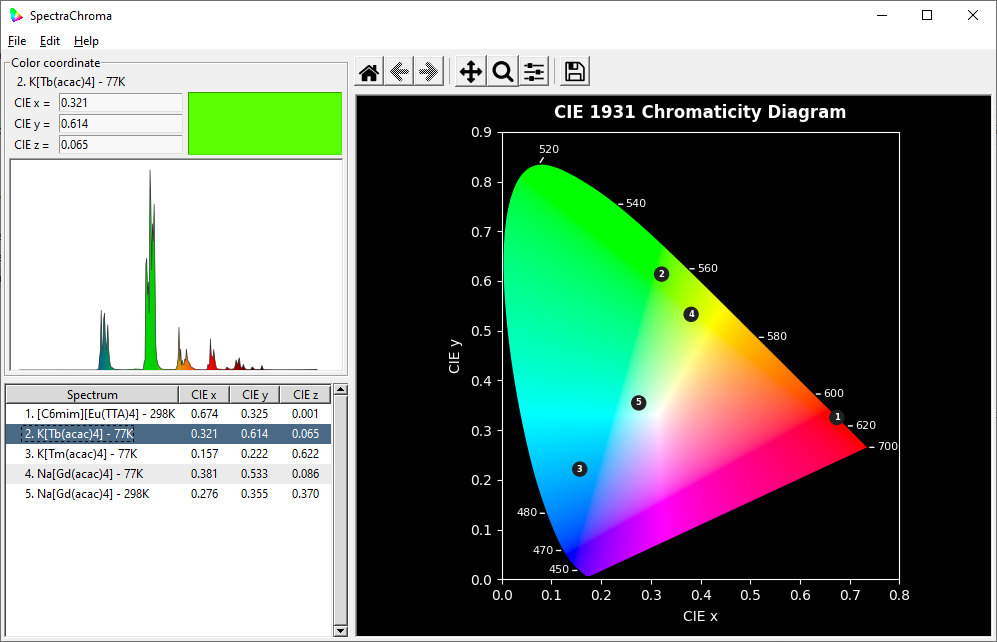 SpectraChroma
File Edit Help
Color coordinate
2. K[Tb(acac)4] - 77K
CIE x = 0.321
CIE y = 0.614
CIE z = 0.065
Spectrum CIE x CIE y CIE z
1. [C6mim][Eu(TTA)4] - 298K 0.674 0.325 0.001
2. K[Tb(acac)4] - 77K 0.321 0.614 0.065
3. K[Tm(acac)4 - 77K 0.157 0.222 0.622
4. Na[Gd(acac)4] - 77K 0.381 0.533 0.086
5. Na[Gd(acac)4] - 298K 0.276 0.355 0.370
CIE 1931 Chromaticity Diagram
0.9
520
0.8
540
0.7
560
2
0.6
4
0.5
580
CIE y
0.4
600
5
1
620
0.3
700
3
0.2
480
0.1
470
450
0.0
0.0 0.1 0.2 0.3 0.4 0.5 0.6 0.7 0.8
CIE x